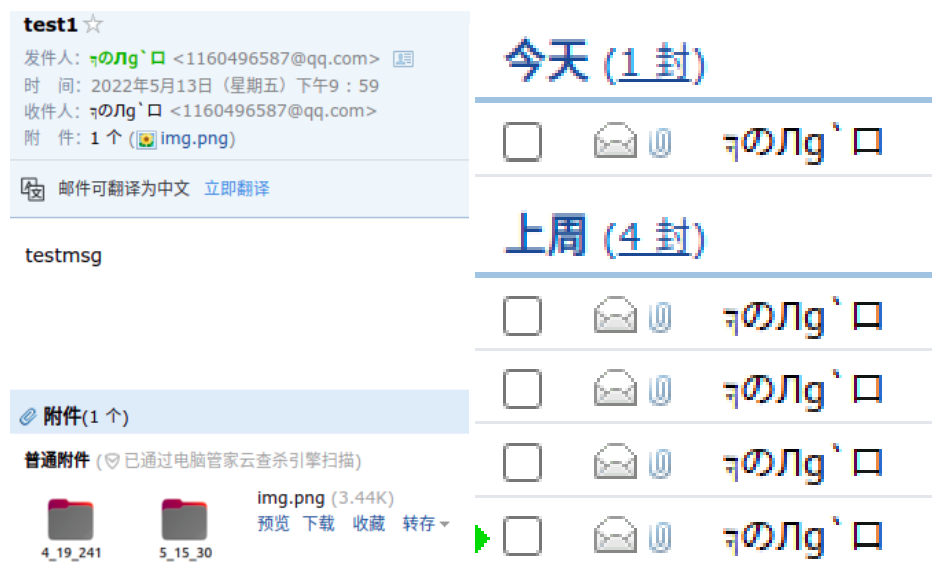 test1
发件人：┒のЛg｀口 <1160496587@qq.com>
时　间：2022年5月13日（星期五）下午9：59
收件人：┒のЛg｀口 <1160496587@qq.com>
附　件：1 个 (img.png)
邮件可翻译为中文 立即翻译
testmsg
附件(1 个)
普通附件 (已通过电脑管家云查杀引擎扫描)
4_19_241
5_15_30
img.png (3.44K)
预览 下载 收藏 转存
今天 (1 封)
┒のЛg｀口
上周 (4 封)
┒のЛg｀口
┒のЛg｀口
┒のЛg｀口
┒のЛg｀口